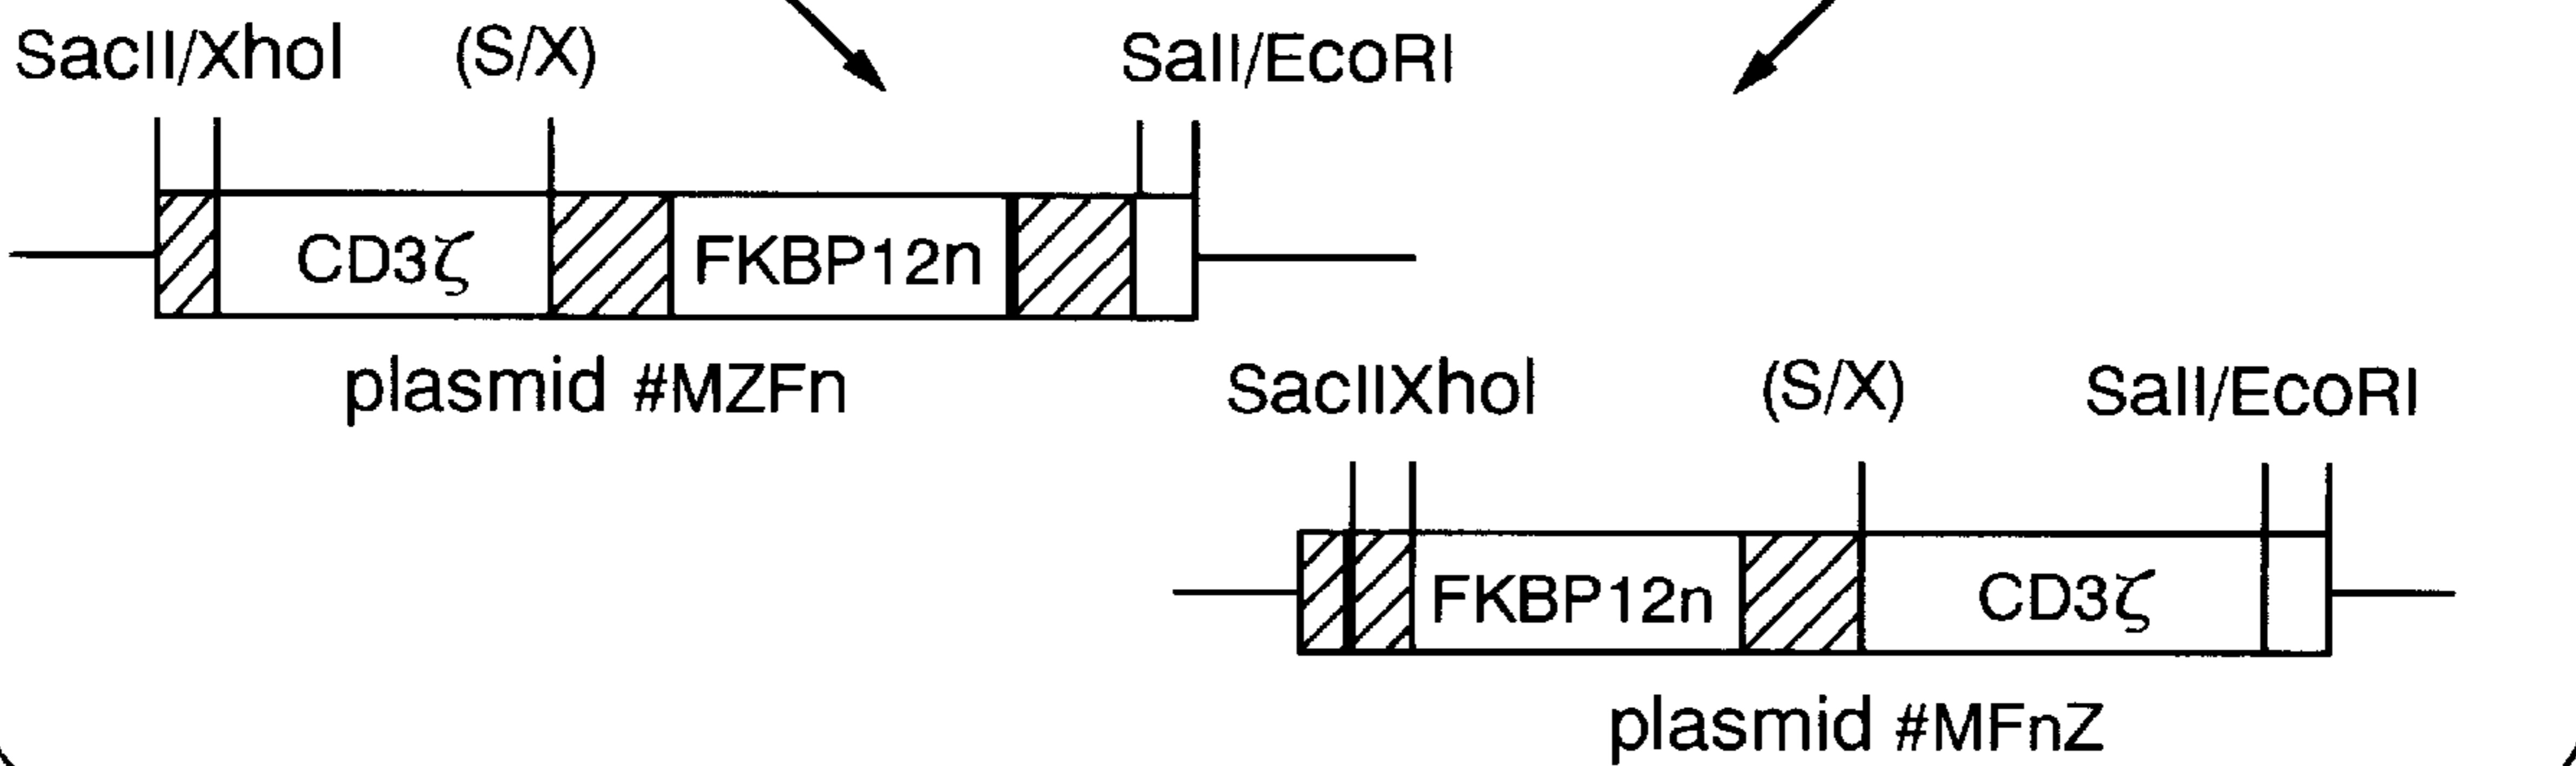 SacII/XhoI (S/X) SalI/EcoRI
CD3ζ FKBP12n
plasmid #MZFn
SacIIXhoI (S/X) SalI/EcoRI
FKBP12n CD3ζ
plasmid #MFnZ